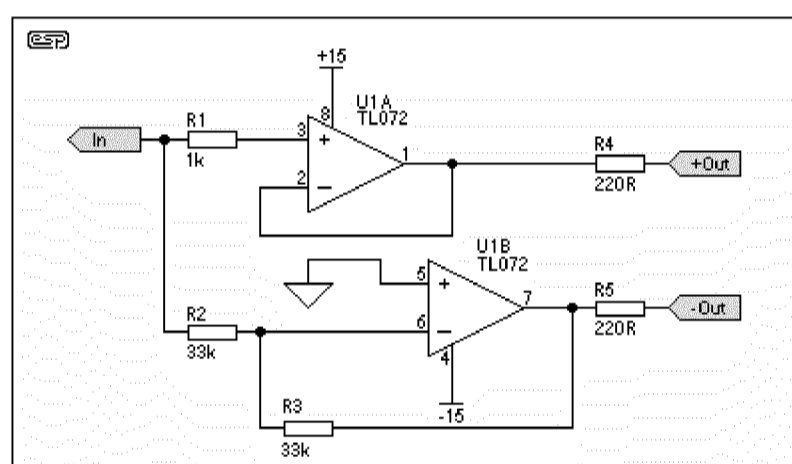 esp
+15
U1A
TL072
R1
8
In
3
+
R4
1k
1
+Out
2
−
220R
U1B
TL072
5
+
R2
7
R5
6
−
-Out
33k
4
220R
-15
R3
33k